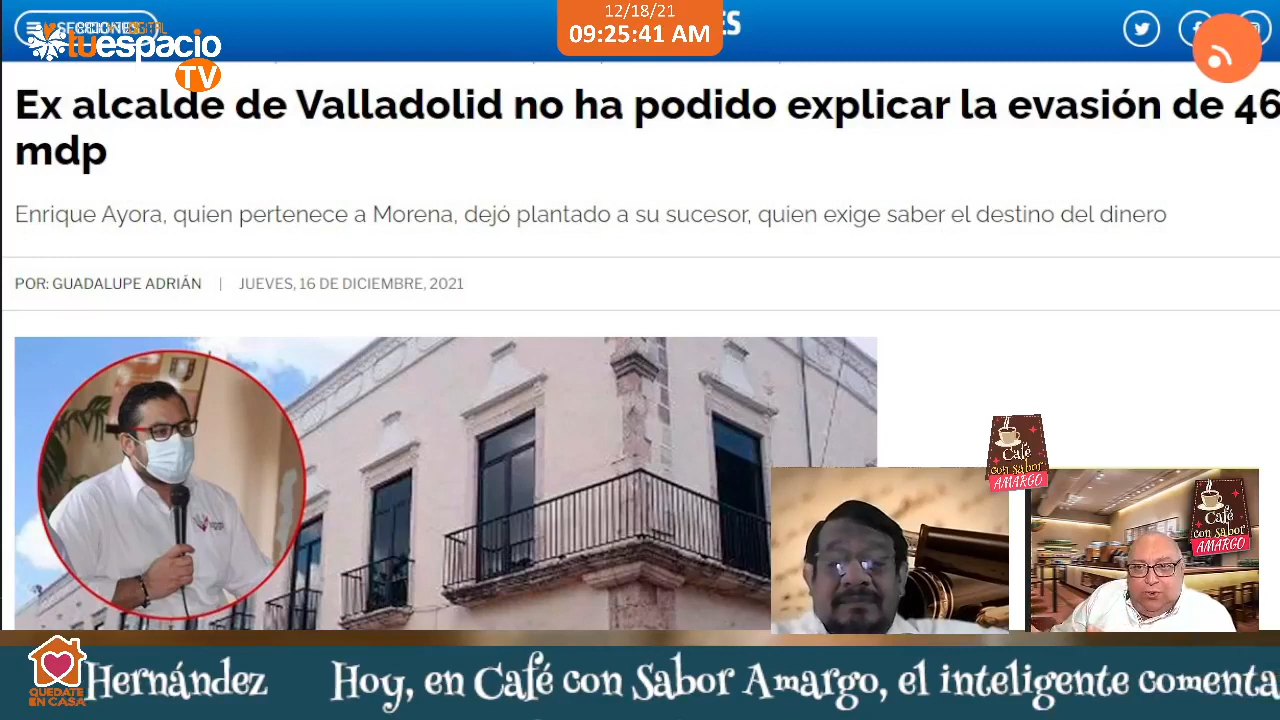 SECCIONES
tuespacio
TV
12/18/21
09:25:41 AM
ES
Ex alcalde de Valladolid no ha podido explicar la evasión de 46
mdp
Enrique Ayora, quien pertenece a Morena, dejó plantado a su sucesor, quien exige saber el destino del dinero
POR: GUADALUPE ADRIÁN | JUEVES, 16 DE DICIEMBRE, 2021
Café
con sabor
AMARGO
Café
con sabor
AMARGO
QUÉDATE
EN CASA
Hernández Hoy, en Café con Sabor Amargo, el inteligente comenta